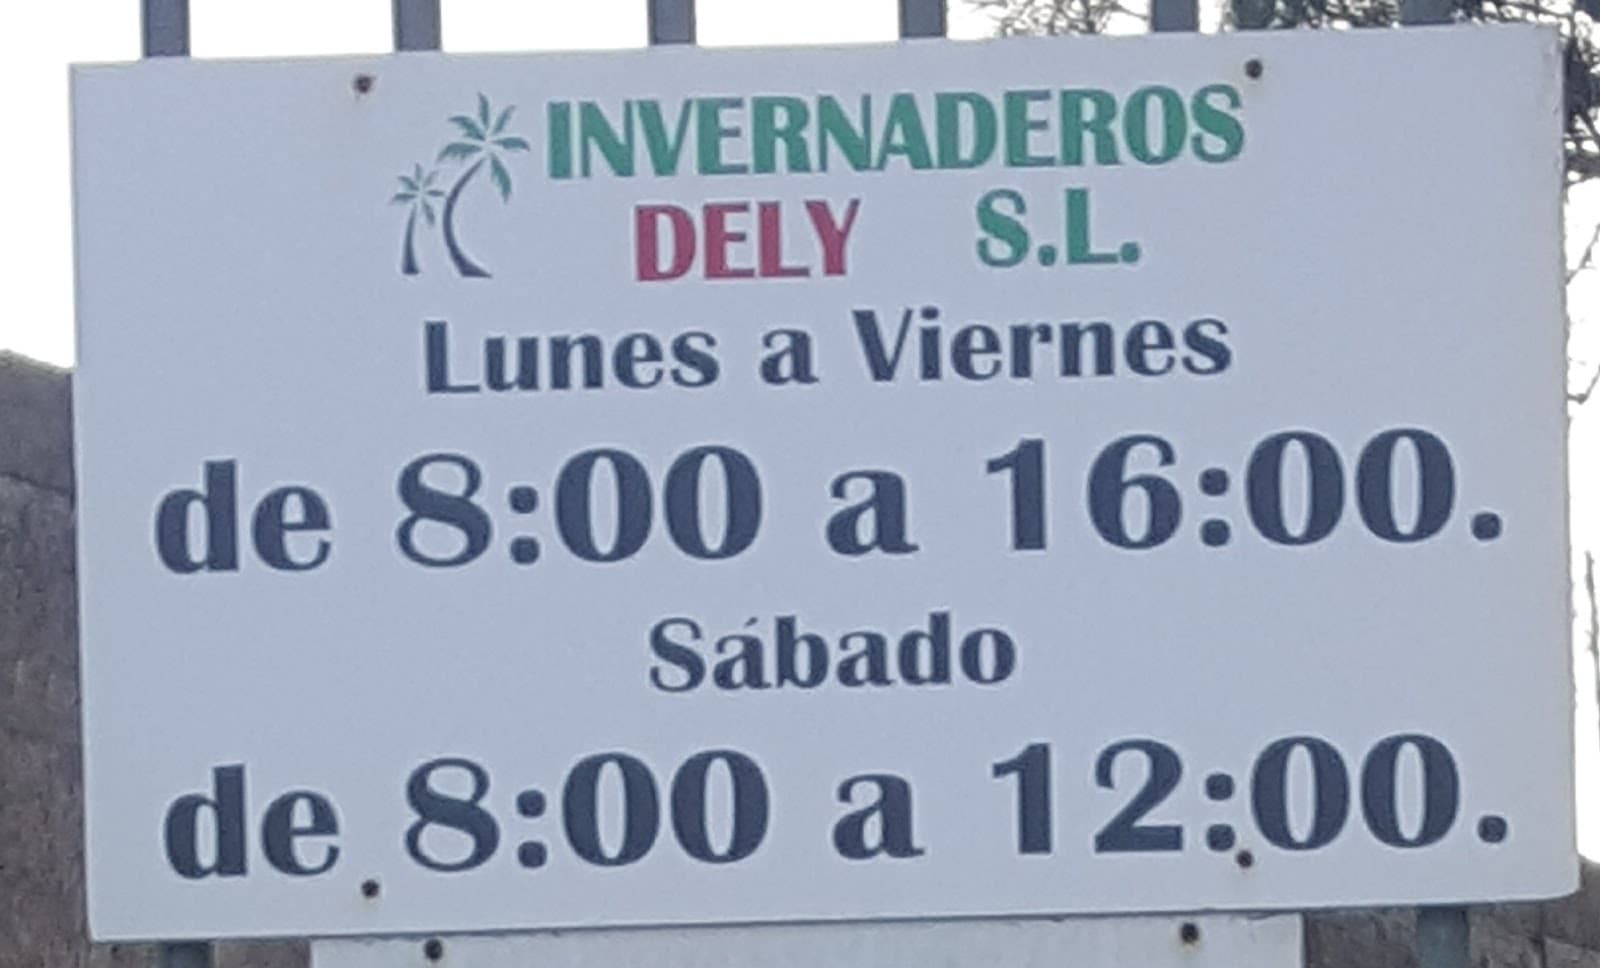 INVERNADEROS
DELY S.L.
Lunes a Viernes
de 8:00 a 16:00.
Sábado
de 8:00 a 12:00.